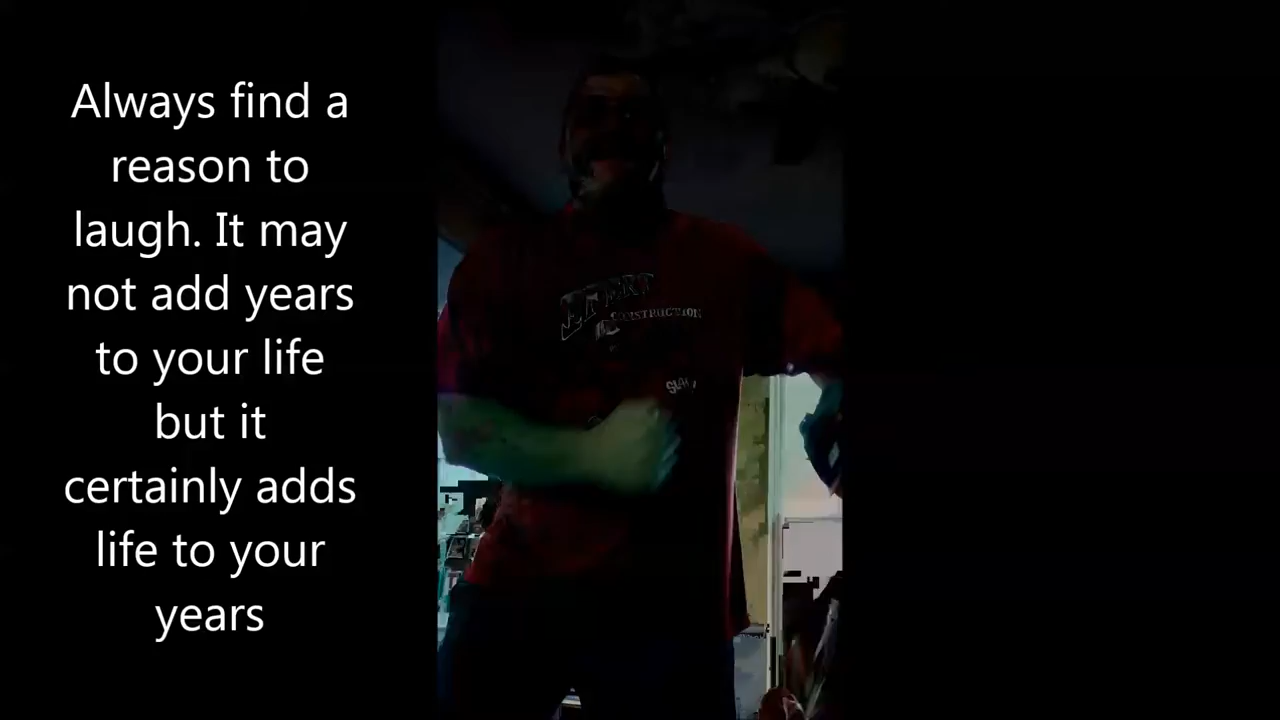 Always find a
reason to
laugh. It may
not add years
to your life
but it
certainly adds
life to your
years
CONSTRUCTION